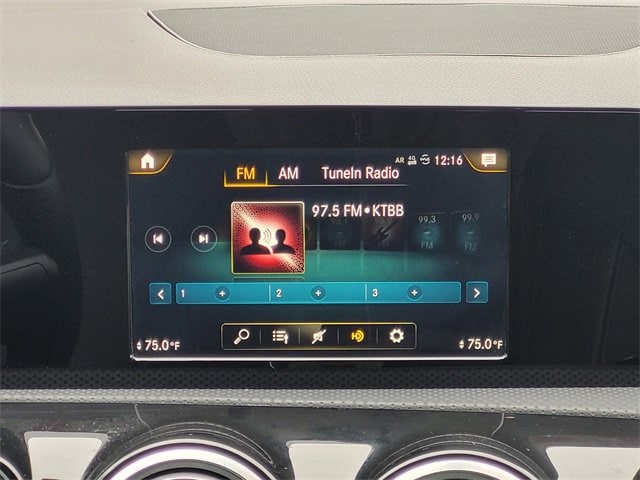 AR 4G 12:16
FM AM TuneIn Radio
97.5 FM•KTBB
99.3 99.9
FM FM
1 2 3
75.0°F 75.0°F